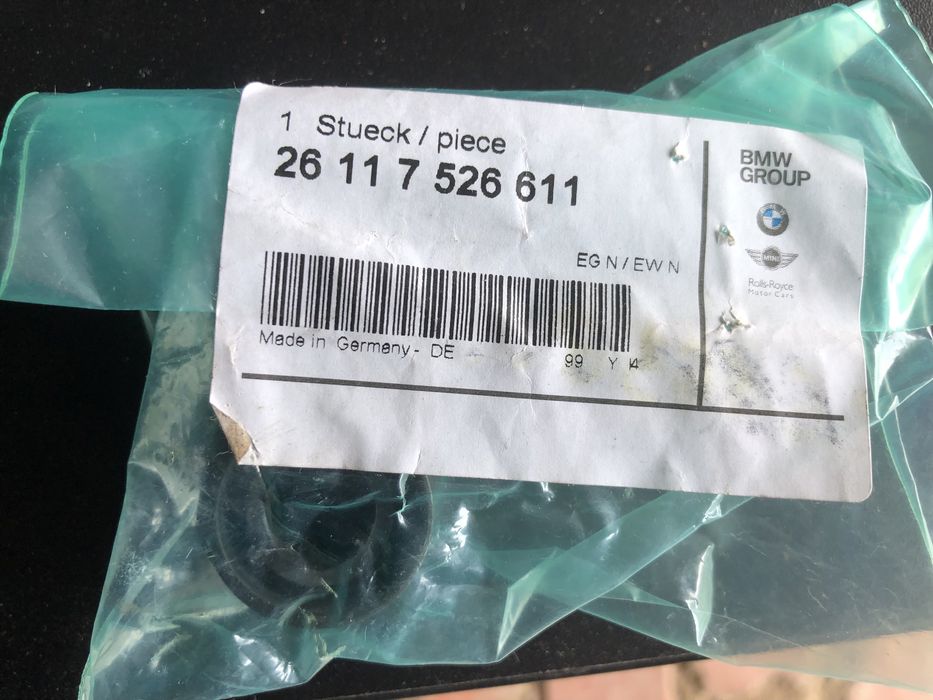 1 Stueck / piece
26 11 7 526 611
EG N / EW N
Made in Germany - DE
99 Y
BMW
GROUP
MINI
Rolls-Royce
Motor Cars